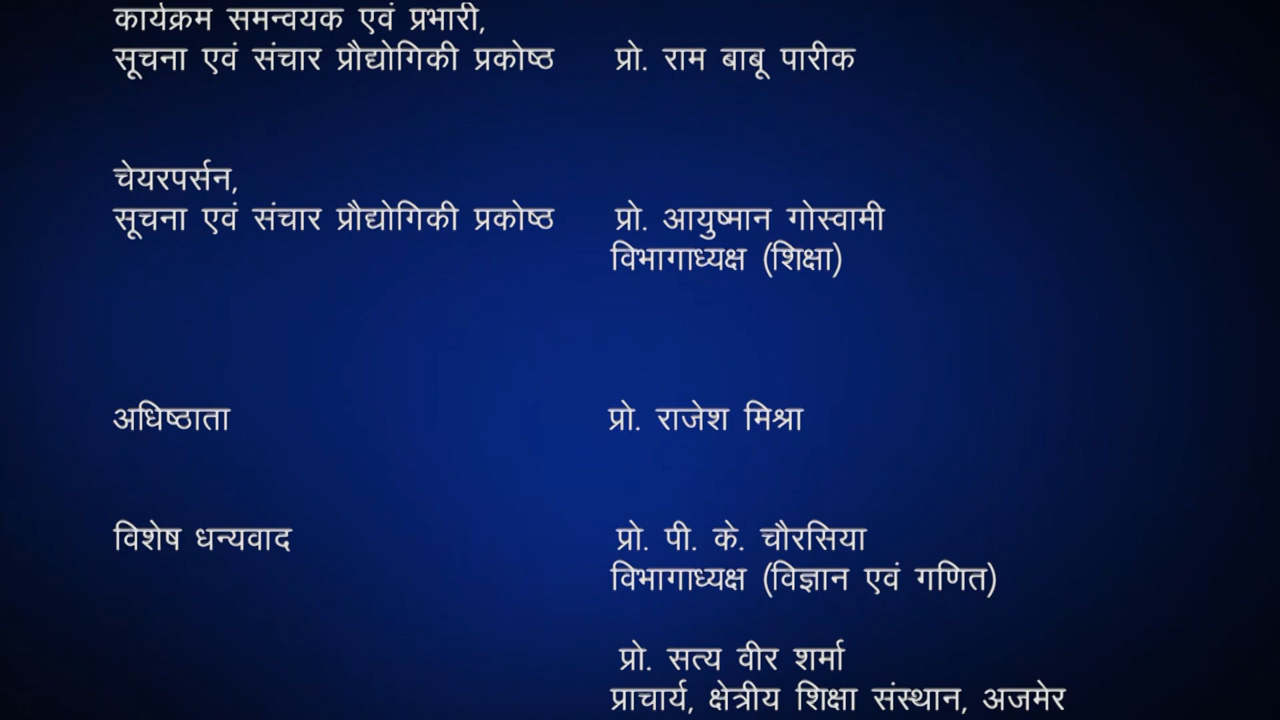 कार्यक्रम समन्वयक एवं प्रभारी,
सूचना एवं संचार प्रौद्योगिकी प्रकोष्ठ प्रो. राम बाबू पारीक
चेयरपर्सन,
सूचना एवं संचार प्रौद्योगिकी प्रकोष्ठ प्रो. आयुष्मान गोस्वामी
विभागाध्यक्ष (शिक्षा)
अधिष्ठाता प्रो. राजेश मिश्रा
विशेष धन्यवाद प्रो. पी. के. चौरसिया
विभागाध्यक्ष (विज्ञान एवं गणित)
प्रो. सत्य वीर शर्मा
प्राचार्य, क्षेत्रीय शिक्षा संस्थान, अजमेर